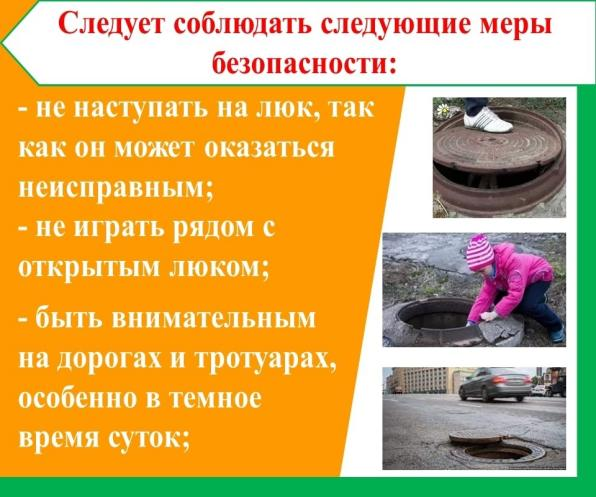 Следует соблюдать следующие меры
безопасности:
- не наступать на люк, так
как он может оказаться
неисправным;
- не играть рядом с
открытым люком;
- быть внимательным
на дорогах и тротуарах,
особенно в темное
время суток;